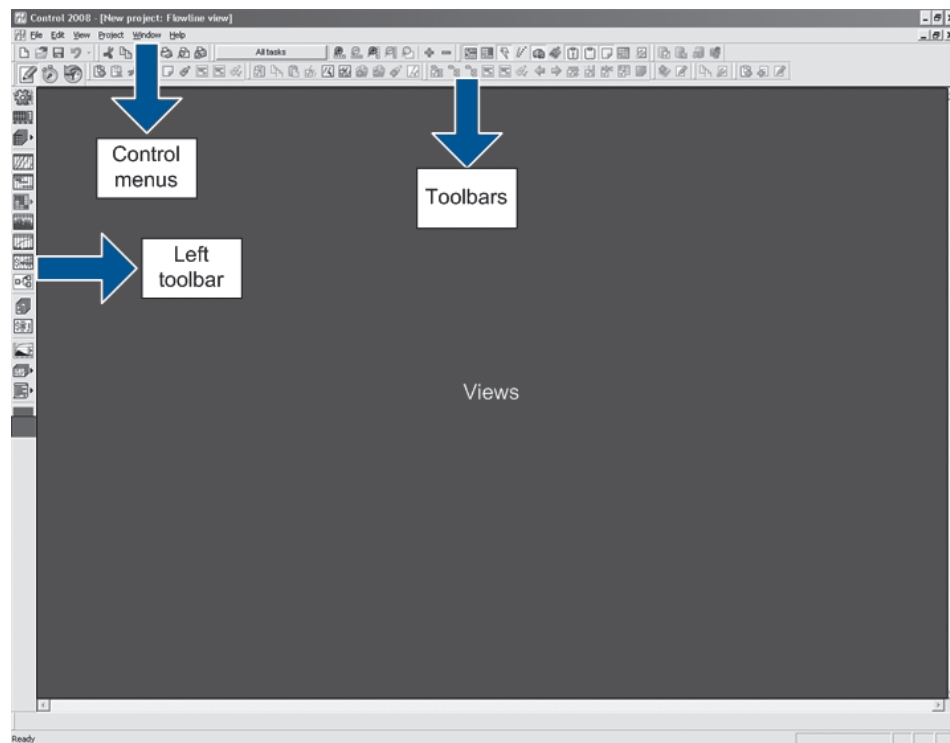 Control 2008 - [New project: Flowline view]
File Edit View Project Window Help
All tasks
Control
menus
Toolbars
Left
toolbar
Views
Ready